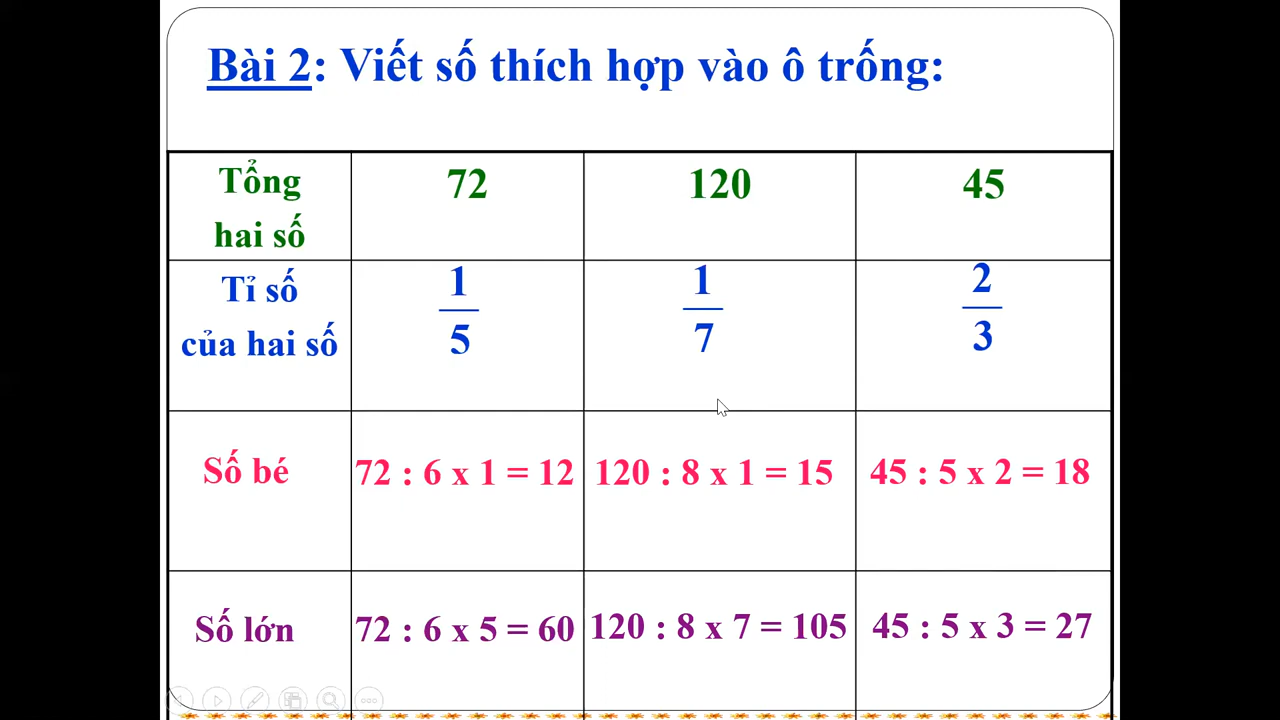 Bài 2: Viết số thích hợp vào ô trống:
Tổng hai số 72 120 45
Tỉ số của hai số 1/5 1/7 2/3
Số bé 72 : 6 x 1 = 12 120 : 8 x 1 = 15 45 : 5 x 2 = 18
Số lớn 72 : 6 x 5 = 60 120 : 8 x 7 = 105 45 : 5 x 3 = 27